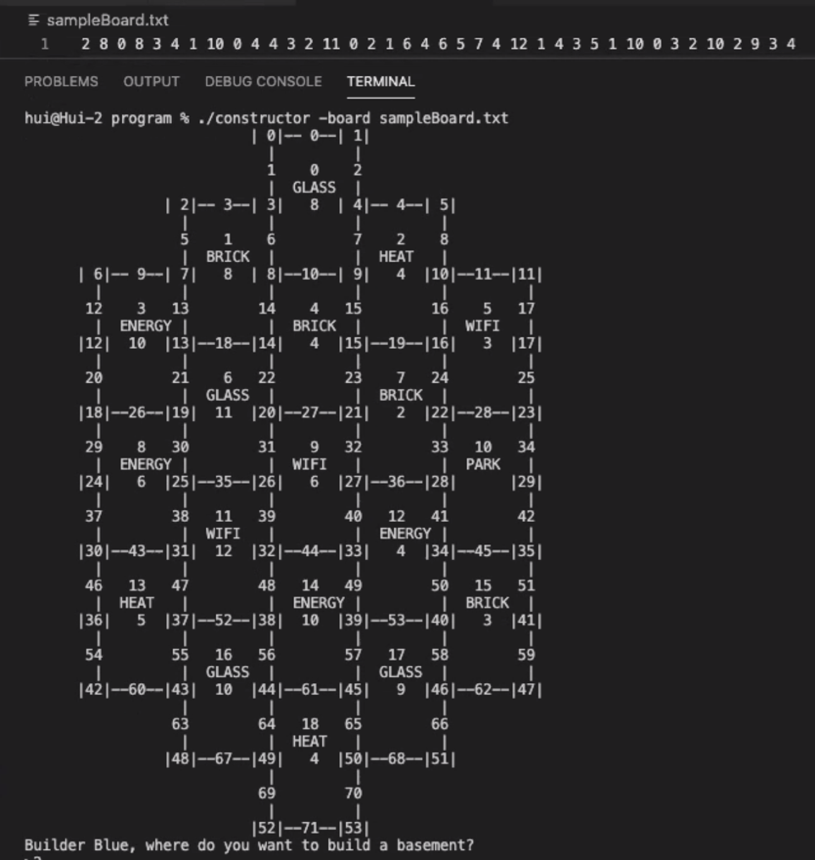 sampleBoard.txt
1 2 8 0 8 3 4 1 10 0 4 4 3 2 11 0 2 1 6 4 6 5 7 4 12 1 4 3 5 1 10 0 3 2 10 2 9 3 4
PROBLEMS OUTPUT DEBUG CONSOLE TERMINAL
hui@Hui-2 program % ./constructor -board sampleBoard.txt
| 0|-- 0--| 1|
| |
1 0 2
| GLASS |
| 2|-- 3--| 3| 8 | 4|-- 4--| 5|
| | | |
5 1 6 7 2 8
| BRICK | | HEAT |
| 6|-- 9--| 7| 8 | 8|--10--| 9| 4 |10|--11--|11|
| | | | | |
12 3 13 14 4 15 16 5 17
| ENERGY | | BRICK | | WIFI |
|12| 10 |13|--18--|14| 4 |15|--19--|16| 3 |17|
| | | | | |
20 21 6 22 23 7 24 25
| | GLASS | | BRICK | |
|18|--26--|19| 11 |20|--27--|21| 2 |22|--28--|23|
| | | | | |
29 8 30 31 9 32 33 10 34
| ENERGY | | WIFI | | PARK |
|24| 6 |25|--35--|26| 6 |27|--36--|28| |29|
| | | | | |
37 38 11 39 40 12 41 42
| | WIFI | | ENERGY | |
|30|--43--|31| 12 |32|--44--|33| 4 |34|--45--|35|
| | | | | |
46 13 47 48 14 49 50 15 51
| HEAT | | ENERGY | | BRICK |
|36| 5 |37|--52--|38| 10 |39|--53--|40| 3 |41|
| | | | | |
54 55 16 56 57 17 58 59
| | GLASS | | GLASS | |
|42|--60--|43| 10 |44|--61--|45| 9 |46|--62--|47|
| | | |
63 64 18 65 66
| | HEAT | |
|48|--67--|49| 4 |50|--68--|51|
| |
69 70
| |
|52|--71--|53|
Builder Blue, where do you want to build a basement?